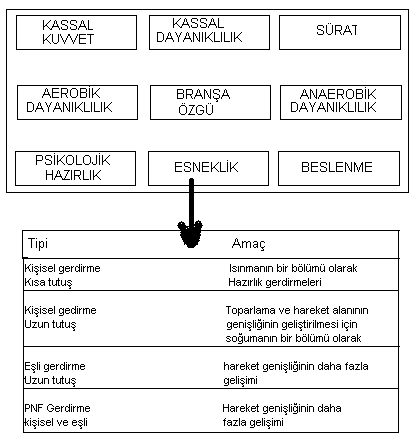 KASSAL
KUVVET
KASSAL
DAYANIKLILIK
SÜRAT
AEROBİK
DAYANIKLILIK
BRANŞA
ÖZGÜ
ANAEROBİK
DAYANIKLILIK
PSİKOLOJİK
HAZIRLIK
ESNEKLİK
BESLENME
Tipi Amaç
Kişisel gerdirme Isınmanın bir bölümü olarak
Kısa tutuş Hazırlık gerdirmeleri
Kişisel gedirme Toparlama ve hareket alanının
Uzun tutuş genişliğinin geliştirilmesi için
soğumanın bir bölümü olarak
Eşli gerdirme hareket genişliğinin daha fazla
Uzun tutuş gelişimi
PNF Gerdirme Hareket genişliğinin daha
kişisel ve eşli fazla gelişimi